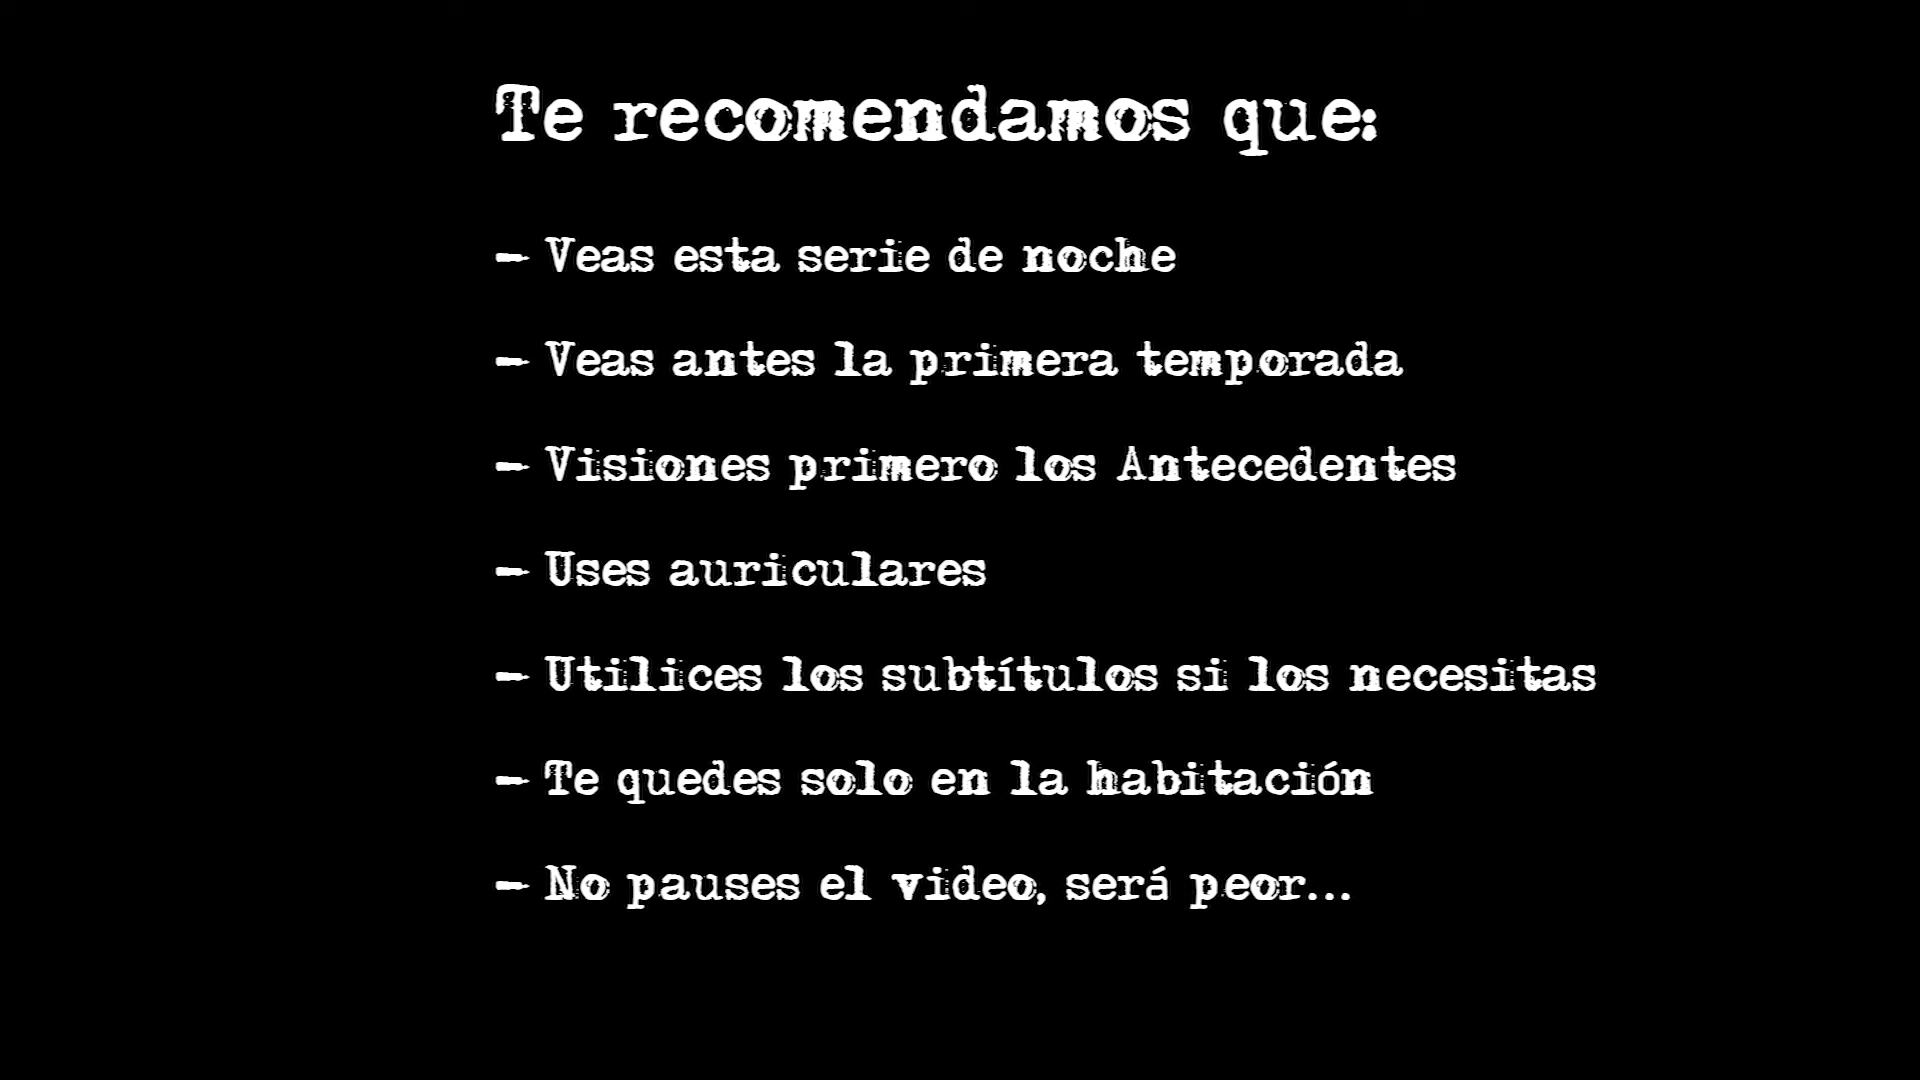 Te recomendamos que:
- Veas esta serie de noche
- Veas antes la primera temporada
- Visiones primero los Antecedentes
- Uses auriculares
- Utilices los subtítulos si los necesitas
- Te quedes solo en la habitación
- No pauses el video, será peor...